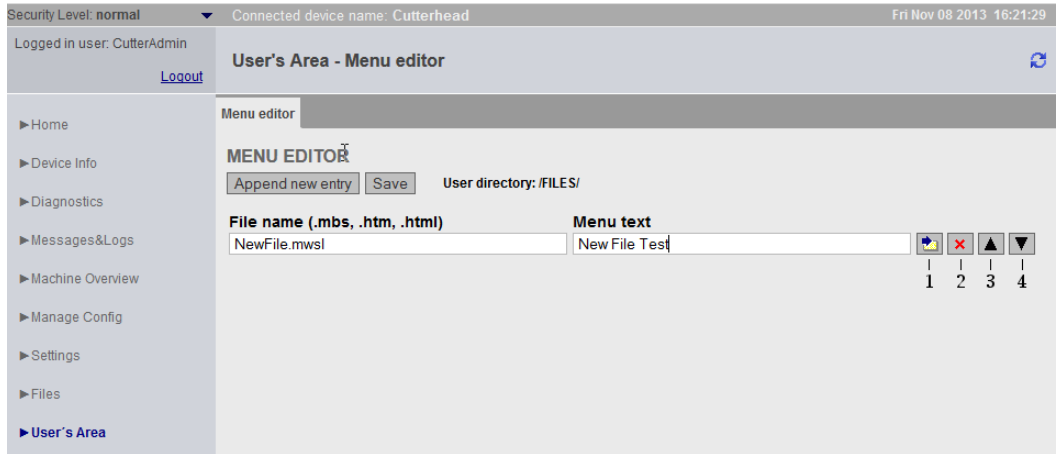 Security Level: normal
Connected device name: Cutterhead
Fri Nov 08 2013 16:21:29
Logged in user: CutterAdmin
Logout
User's Area - Menu editor
►Home
►Device Info
►Diagnostics
►Messages&Logs
►Machine Overview
►Manage Config
►Settings
►Files
►User´s Area
Menu editor
MENU EDITOR
Append new entry Save User directory: /FILES/
File name (.mbs, .htm, .html) Menu text
NewFile.mwsl New File Test
1 2 3 4